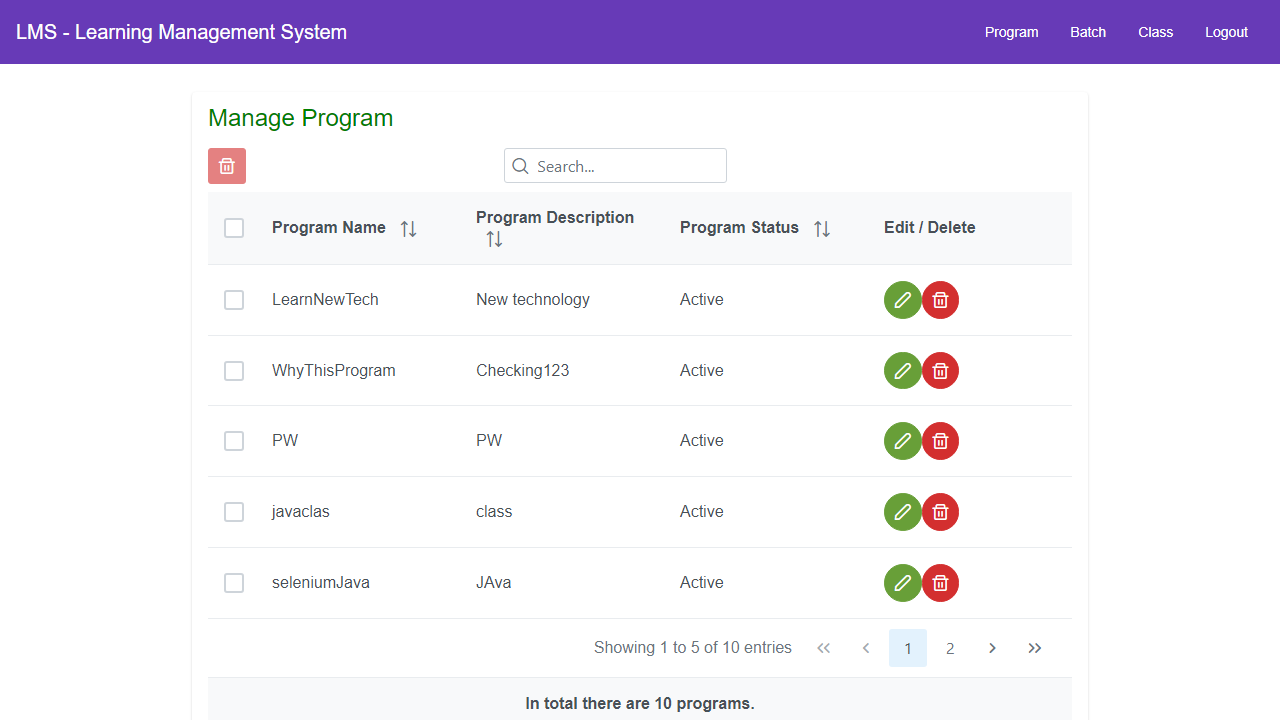 LMS - Learning Management System
Program Batch Class Logout
Manage Program
Search...
Program Name Program Description Program Status Edit / Delete
LearnNewTech New technology Active
WhyThisProgram Checking123 Active
PW PW Active
javaclas class Active
seleniumJava JAva Active
Showing 1 to 5 of 10 entries 1 2
In total there are 10 programs.